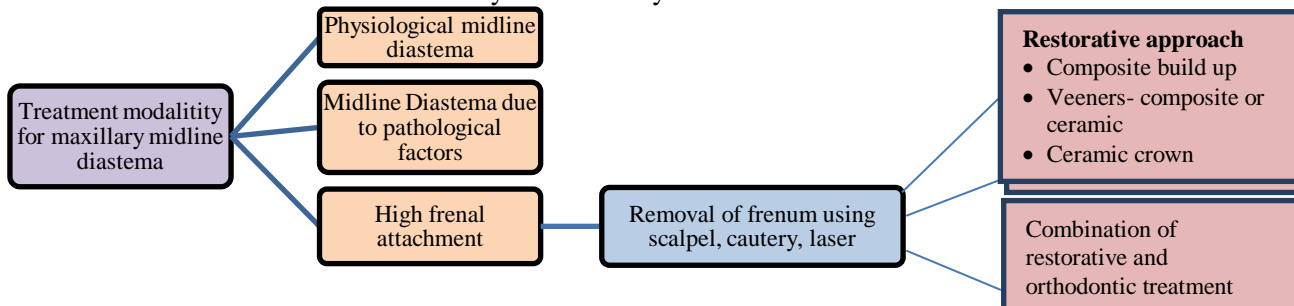 Physiological midline
diastema
Treatment modalitity
for maxillary midline
diastema
Midline Diastema due
to pathological
factors
High frenal
attachment
Removal of frenum using
scalpel, cautery, laser
Restorative approach
• Composite build up
• Veeners- composite or
ceramic
• Ceramic crown
Combination of
restorative and
orthodontic treatment